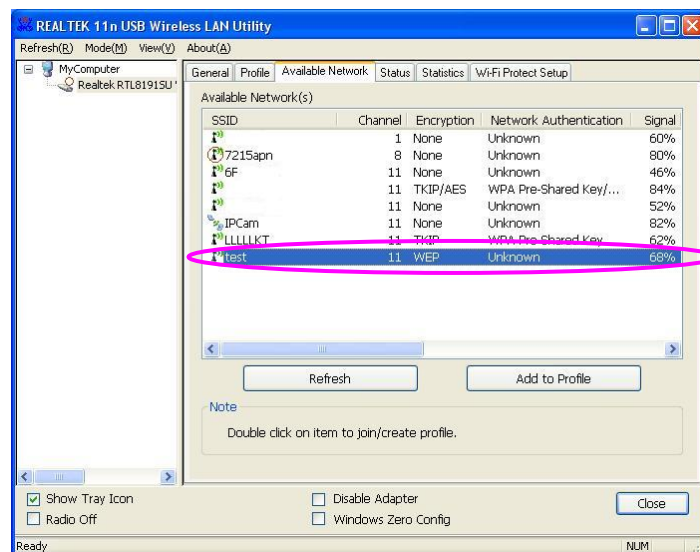 REALTEK 11n USB Wireless LAN Utility
Refresh(R) Mode(M) View(V) About(A)
MyComputer
Realtek RTL8191SU
General Profile Available Network Status Statistics Wi-Fi Protect Setup
Available Network(s)
SSID Channel Encryption Network Authentication Signal
1 None Unknown 60%
7215apn 8 None Unknown 80%
6F 11 None Unknown 46%
11 TKIP/AES WPA Pre-Shared Key/... 84%
11 None Unknown 52%
IPCam 11 None Unknown 82%
LLLLLKT 11 TKIP WPA Pre-Shared Key 62%
test 11 WEP Unknown 68%
Refresh Add to Profile
Note
Double click on item to join/create profile.
Show Tray Icon Disable Adapter Close
Radio Off Windows Zero Config
Ready NUM